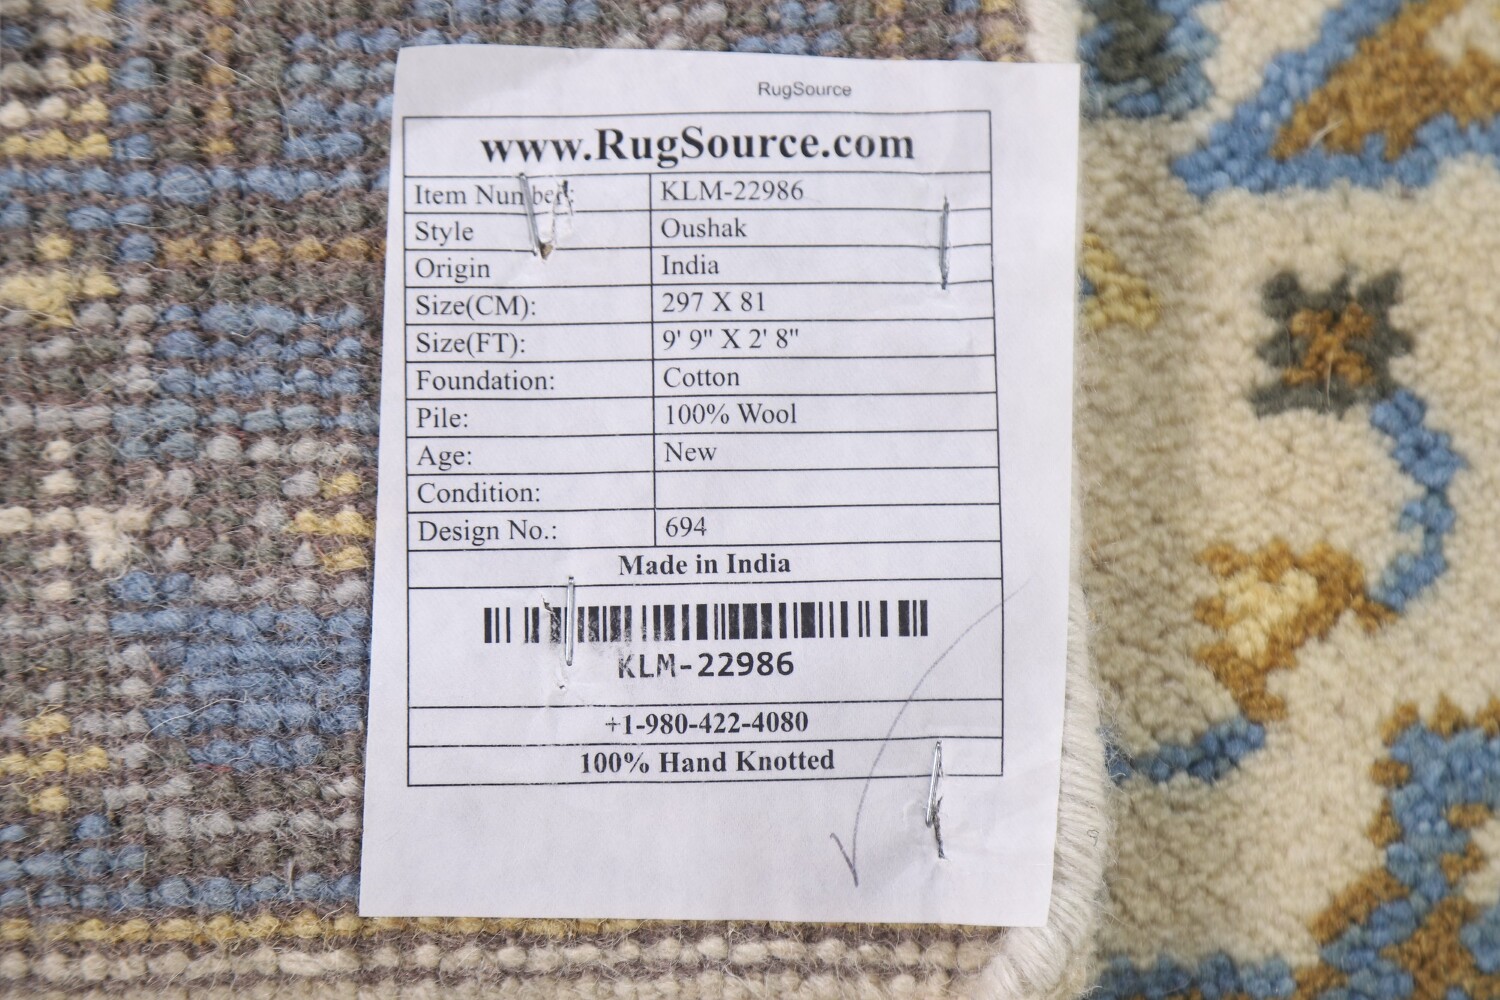 RugSource
www.RugSource.com
Item Number: KLM-22986
Style Oushak
Origin India
Size(CM): 297 X 81
Size(FT): 9' 9" X 2' 8"
Foundation: Cotton
Pile: 100% Wool
Age: New
Condition:
Design No.: 694
Made in India
KLM-22986
+1-980-422-4080
100% Hand Knotted